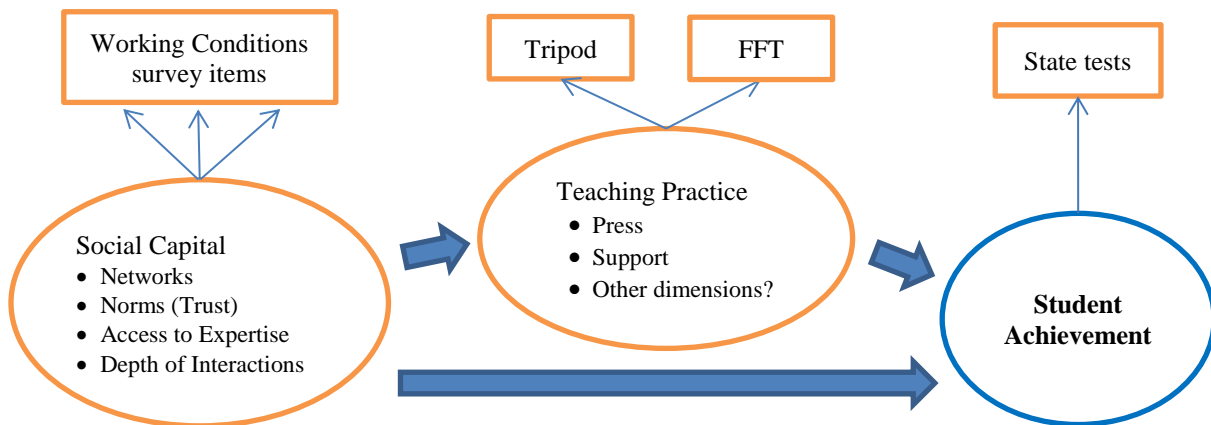 Working Conditions
survey items
Tripod
FFT
State tests
Social Capital
• Networks
• Norms (Trust)
• Access to Expertise
• Depth of Interactions
Teaching Practice
• Press
• Support
• Other dimensions?
Student
Achievement